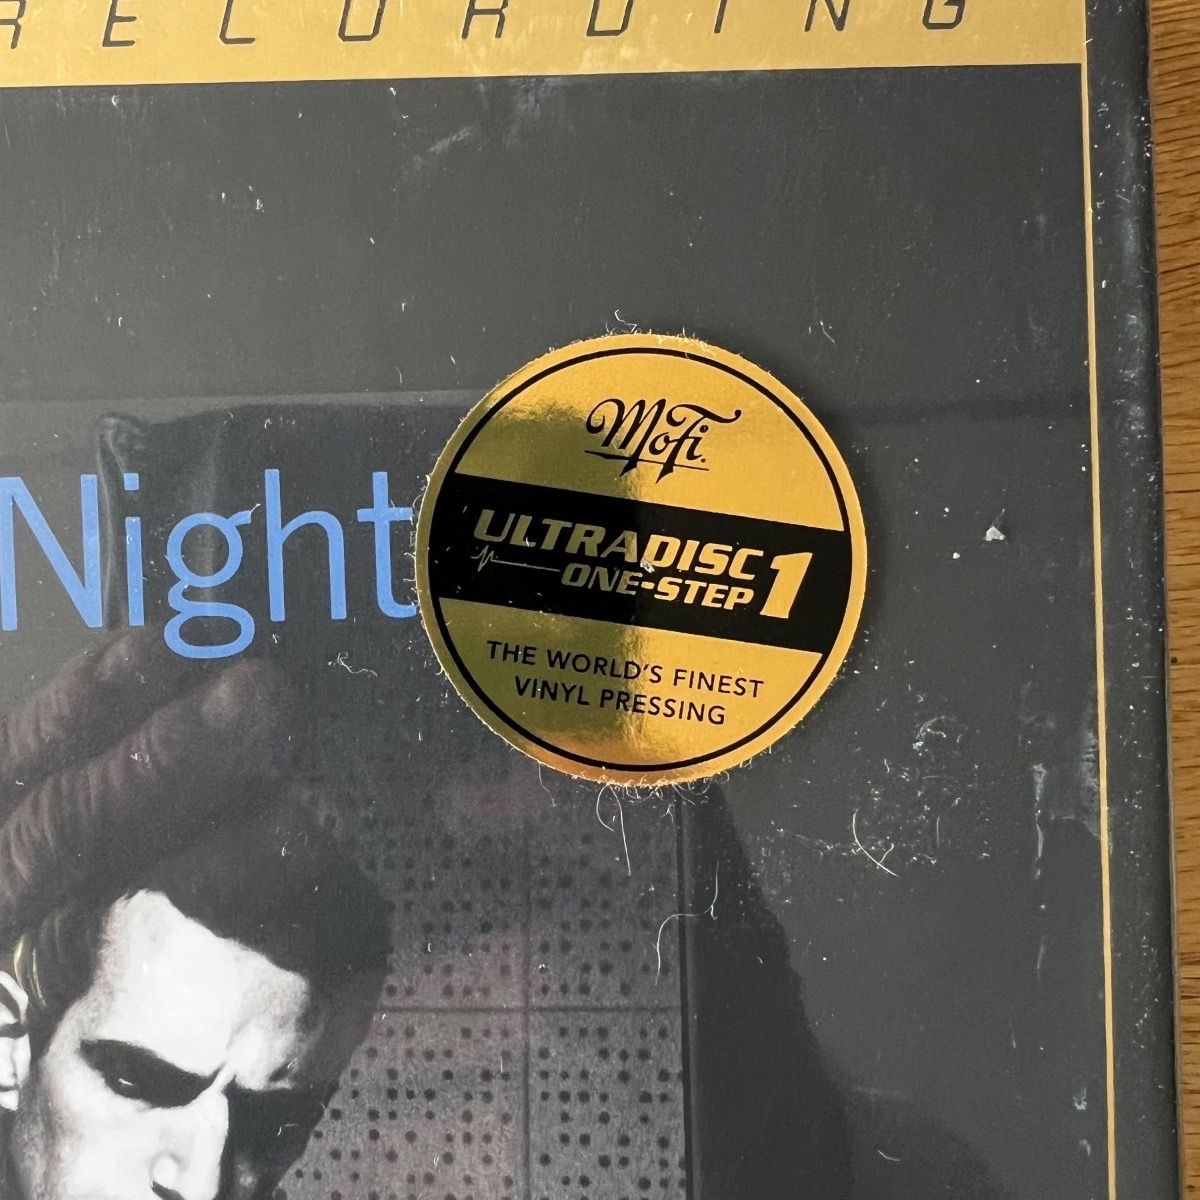 RECORDING
Night
MoFi
ULTRADISC
ONE-STEP 1
THE WORLD'S FINEST
VINYL PRESSING